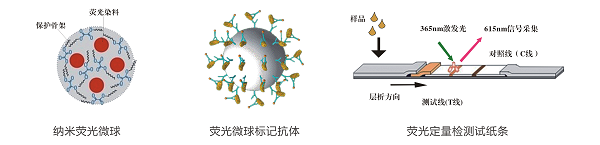 荧光染料
保护骨架
纳米荧光微球
荧光微球标记抗体
样品
365nm激发光
615nm信号采集
对照线（C线）
层析方向
测试线(T线)
荧光定量检测试纸条